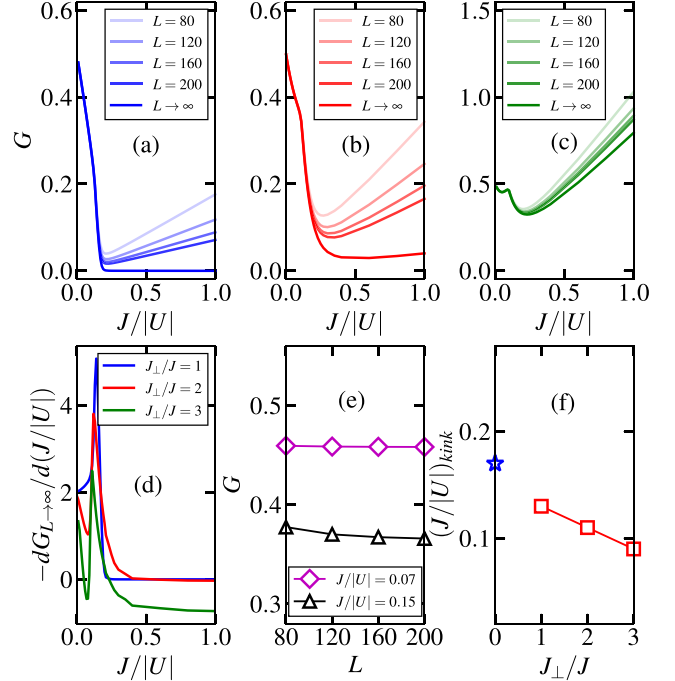 0.6
0.4
0.2
0.0
G
L = 80
L = 120
L = 160
L = 200
L → ∞
(a)
0.0 0.5 1.0
J/|U|
0.6
0.4
0.2
0.0
L = 80
L = 120
L = 160
L = 200
L → ∞
(b)
0.0 0.5 1.0
J/|U|
1.5
1.0
0.5
0.0
L = 80
L = 120
L = 160
L = 200
L → ∞
(c)
0.0 0.5 1.0
J/|U|
4
2
0
−dG_{L→∞}/d(J/|U|)
J⊥/J = 1
J⊥/J = 2
J⊥/J = 3
(d)
0.0 0.5 1.0
J/|U|
0.5
0.4
0.3
G
(e)
J/|U| = 0.07
J/|U| = 0.15
80 120 160 200
L
0.2
0.1
(J/|U|)_{kink}
(f)
0 1 2 3
J⊥/J